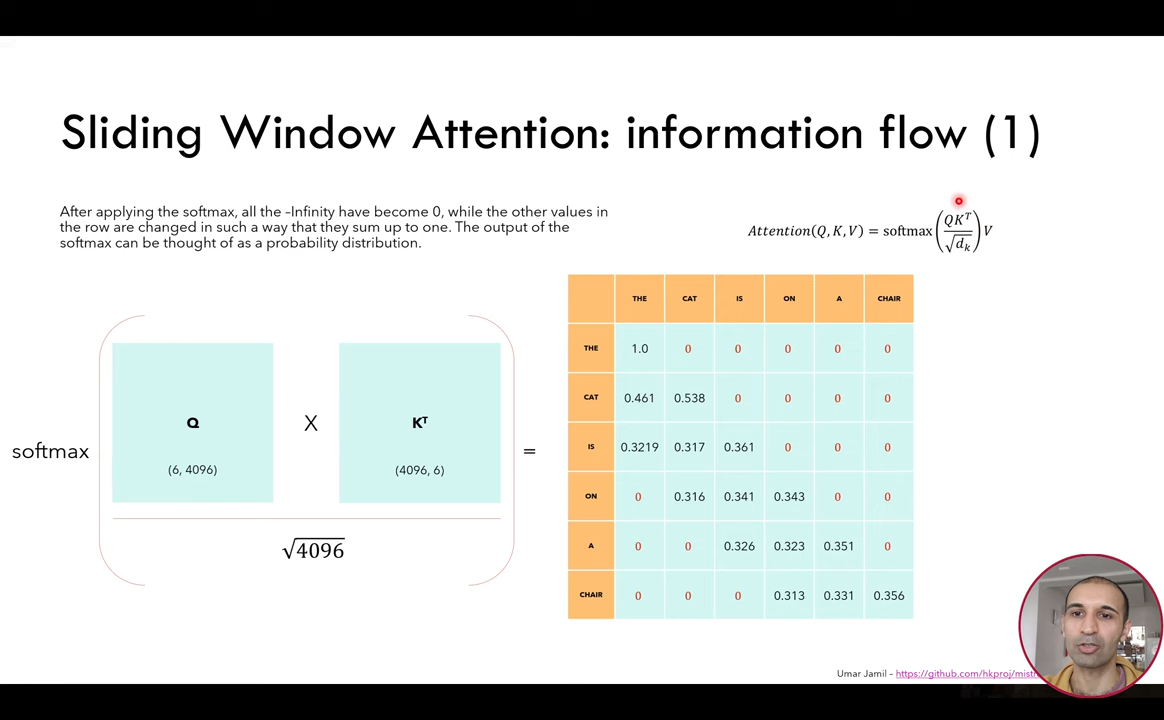 Sliding Window Attention: information flow (1)
After applying the softmax, all the –Infinity have become 0, while the other values in
the row are changed in such a way that they sum up to one. The output of the
softmax can be thought of as a probability distribution.
Attention(Q, K, V) = softmax(QK^T / √d_k)V
softmax
Q
(6, 4096)
X
K^T
(4096, 6)
√4096
=
THE CAT IS ON A CHAIR
THE 1.0 0 0 0 0 0
CAT 0.461 0.538 0 0 0 0
IS 0.3219 0.317 0.361 0 0 0
ON 0 0.316 0.341 0.343 0 0
A 0 0 0.326 0.323 0.351 0
CHAIR 0 0 0 0.313 0.331 0.356
Umar Jamil – https://github.com/hkproj/mist